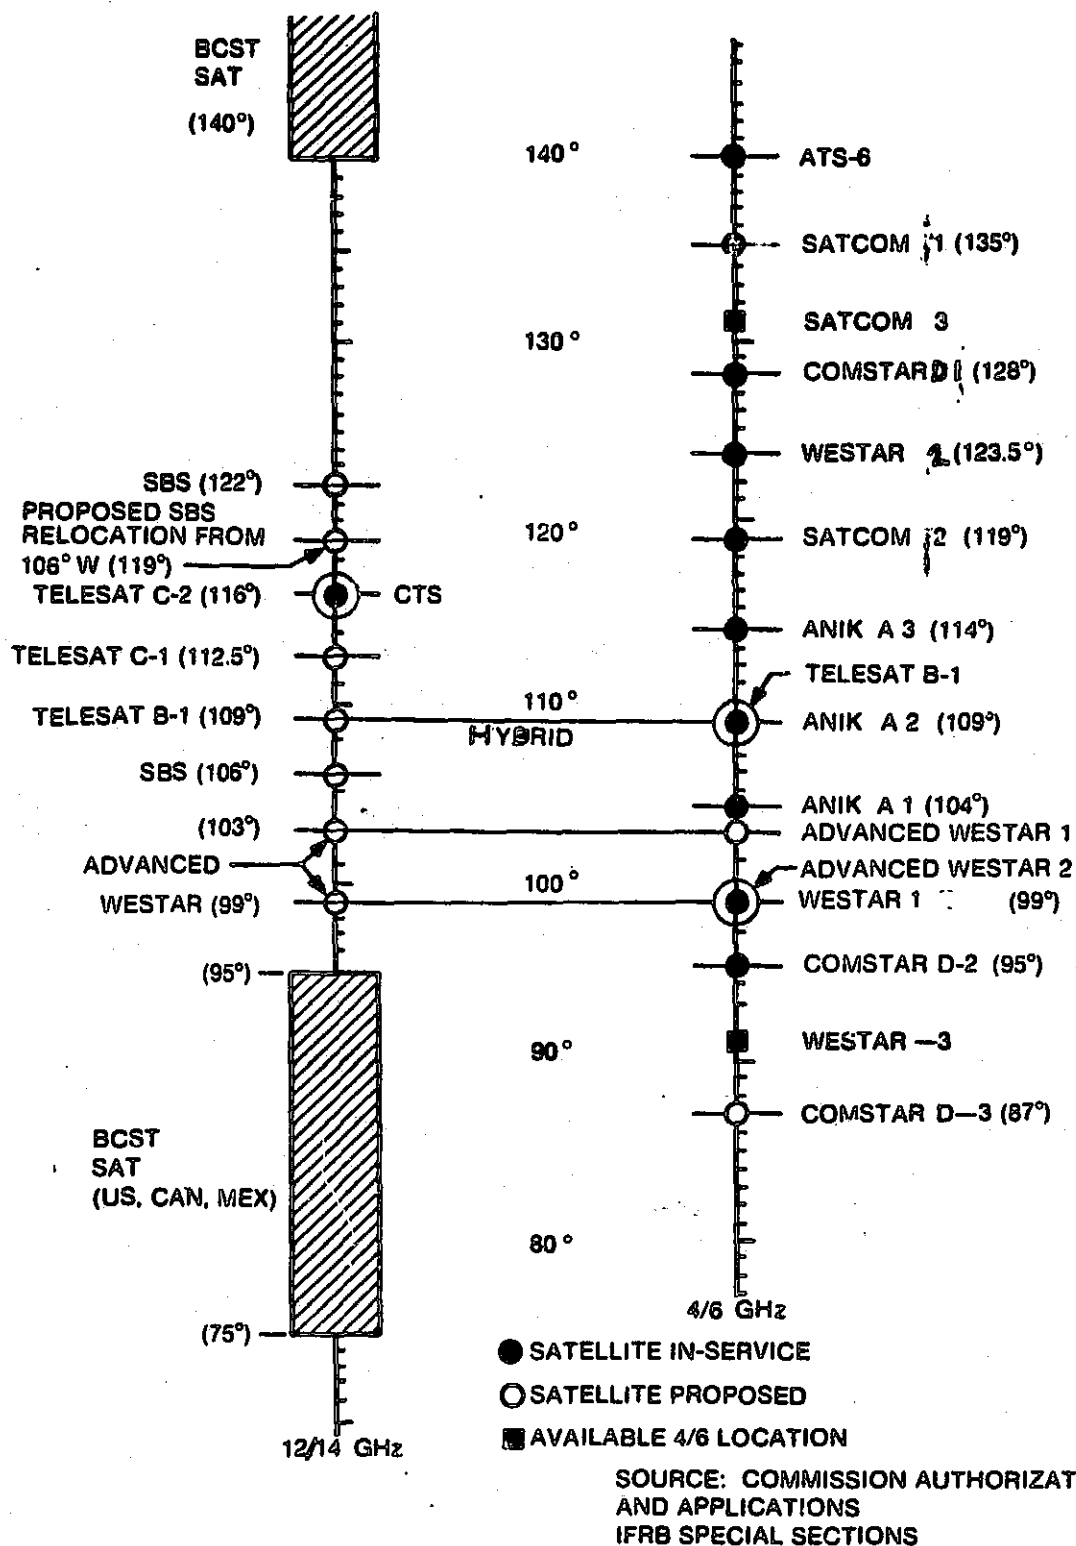 BCST
SAT
(140°)
SBS (122°)
PROPOSED SBS
RELOCATION FROM
106° W (119°)
TELESAT C-2 (116°)
CTS
TELESAT C-1 (112.5°)
TELESAT B-1 (109°)
SBS (106°)
(103°)
ADVANCED
WESTAR (99°)
(95°)
BCST
SAT
(US, CAN, MEX)
(75°)
12/14 GHz
140°
130°
120°
110°
HYBRID
100°
90°
80°
ATS-6
SATCOM 1 (135°)
SATCOM 3
COMSTAR D1 (128°)
WESTAR 2 (123.5°)
SATCOM 2 (119°)
ANIK A 3 (114°)
TELESAT B-1
ANIK A 2 (109°)
ANIK A 1 (104°)
ADVANCED WESTAR 1
ADVANCED WESTAR 2
WESTAR 1 (99°)
COMSTAR D-2 (95°)
WESTAR —3
COMSTAR D—3 (87°)
4/6 GHz
SATELLITE IN-SERVICE
SATELLITE PROPOSED
AVAILABLE 4/6 LOCATION
SOURCE: COMMISSION AUTHORIZAT
AND APPLICATIONS
IFRB SPECIAL SECTIONS